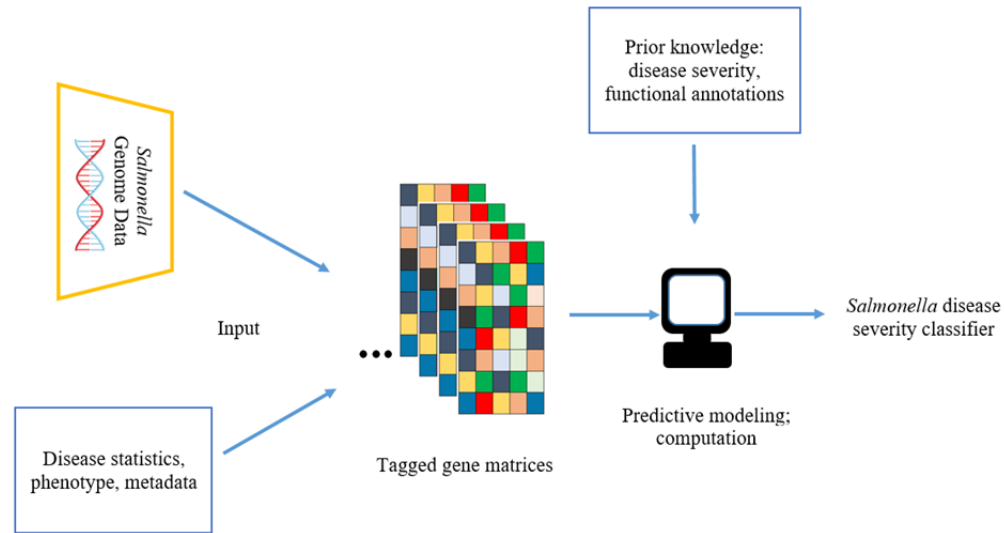 Prior knowledge:
disease severity,
functional annotations
Salmonella
Genome Data
Input
Salmonella disease
severity classifier
Predictive modeling;
computation
Tagged gene matrices
Disease statistics,
phenotype, metadata